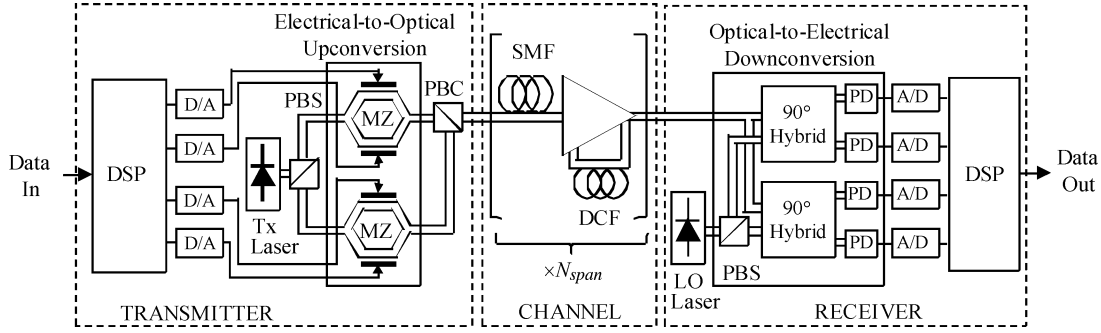 Data
In
DSP
D/A
D/A
D/A
D/A
Electrical-to-Optical
Upconversion
PBS
Tx
Laser
MZ
MZ
PBC
TRANSMITTER
SMF
DCF
×N_span
CHANNEL
Optical-to-Electrical
Downconversion
90°
Hybrid
90°
Hybrid
PD
PD
PD
PD
A/D
A/D
A/D
A/D
PBS
LO
Laser
DSP
Data
Out
RECEIVER